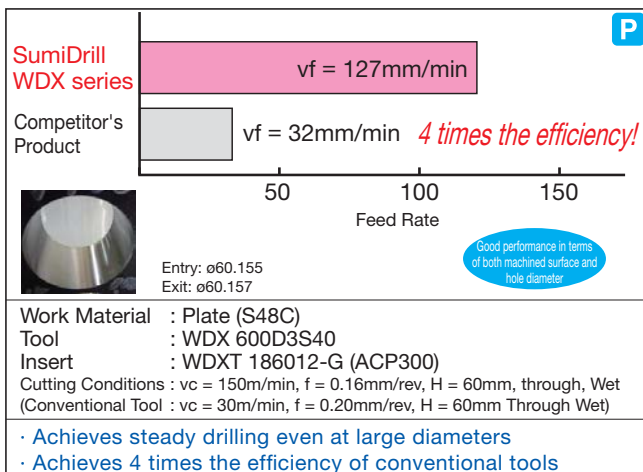 P
SumiDrill
WDX series
vf = 127mm/min
Competitor's
Product
vf = 32mm/min
4 times the efficiency!
50 100 150
Feed Rate
Entry: ø60.155
Exit: ø60.157
Good performance in terms
of both machined surface and
hole diameter
Work Material : Plate (S48C)
Tool : WDX 600D3S40
Insert : WDXT 186012-G (ACP300)
Cutting Conditions : vc = 150m/min, f = 0.16mm/rev, H = 60mm, through, Wet
(Conventional Tool : vc = 30m/min, f = 0.20mm/rev, H = 60mm Through Wet)
· Achieves steady drilling even at large diameters
· Achieves 4 times the efficiency of conventional tools